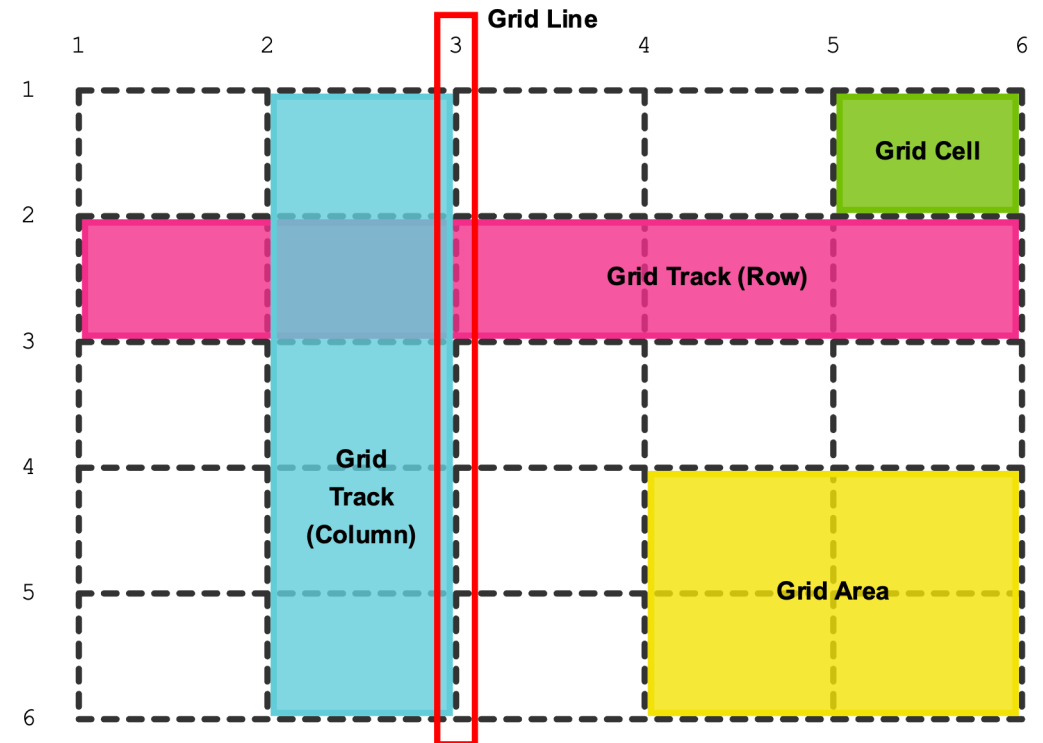 Grid Line
1 2 3 4 5 6
1
Grid Cell
2
Grid Track (Row)
3
4
Grid
Track
(Column)
5
Grid Area
6